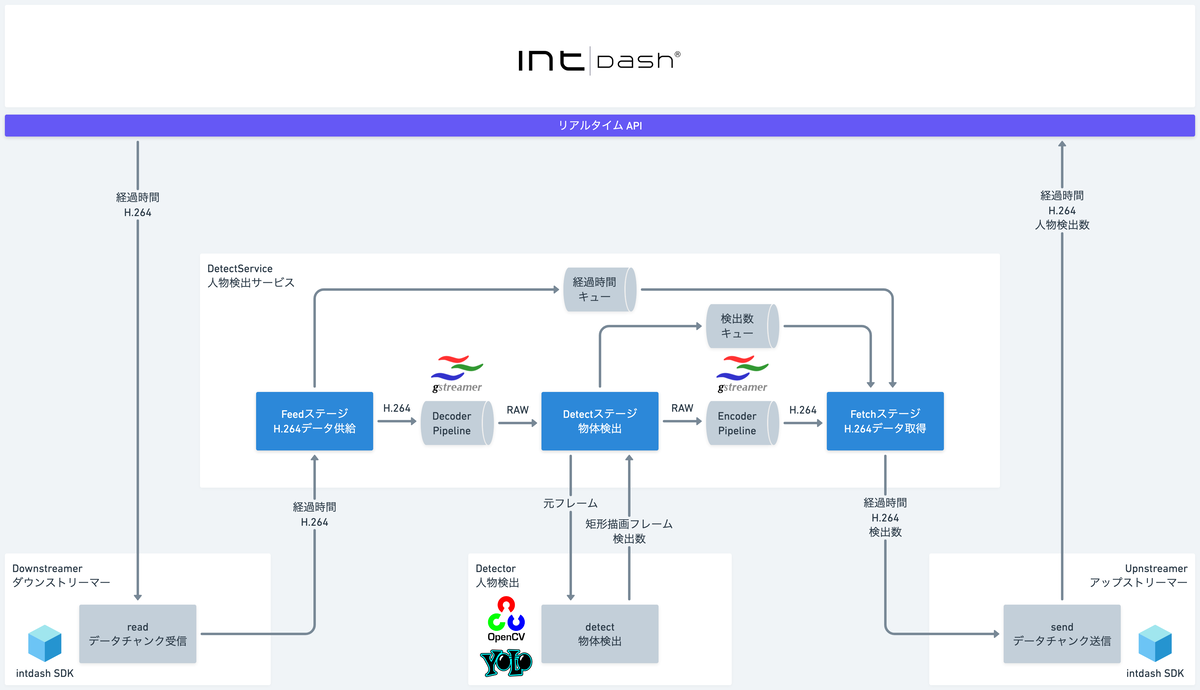 INT DASH®
リアルタイム API
経過時間
H.264
経過時間
H.264
人物検出数
DetectService
人物検出サービス
経過時間
キュー
検出数
キュー
gstreamer
gstreamer
Feedステージ
H.264データ供給
H.264
Decoder
Pipeline
RAW
Detectステージ
物体検出
RAW
Encoder
Pipeline
H.264
Fetchステージ
H.264データ取得
経過時間
H.264
元フレーム
矩形描画フレーム
検出数
経過時間
H.264
検出数
Downstreamer
ダウンストリーマー
read
データチャンク受信
intdash SDK
Detector
人物検出
OpenCV
YOLO
detect
物体検出
Upnstreamer
アップストリーマー
send
データチャンク送信
intdash SDK